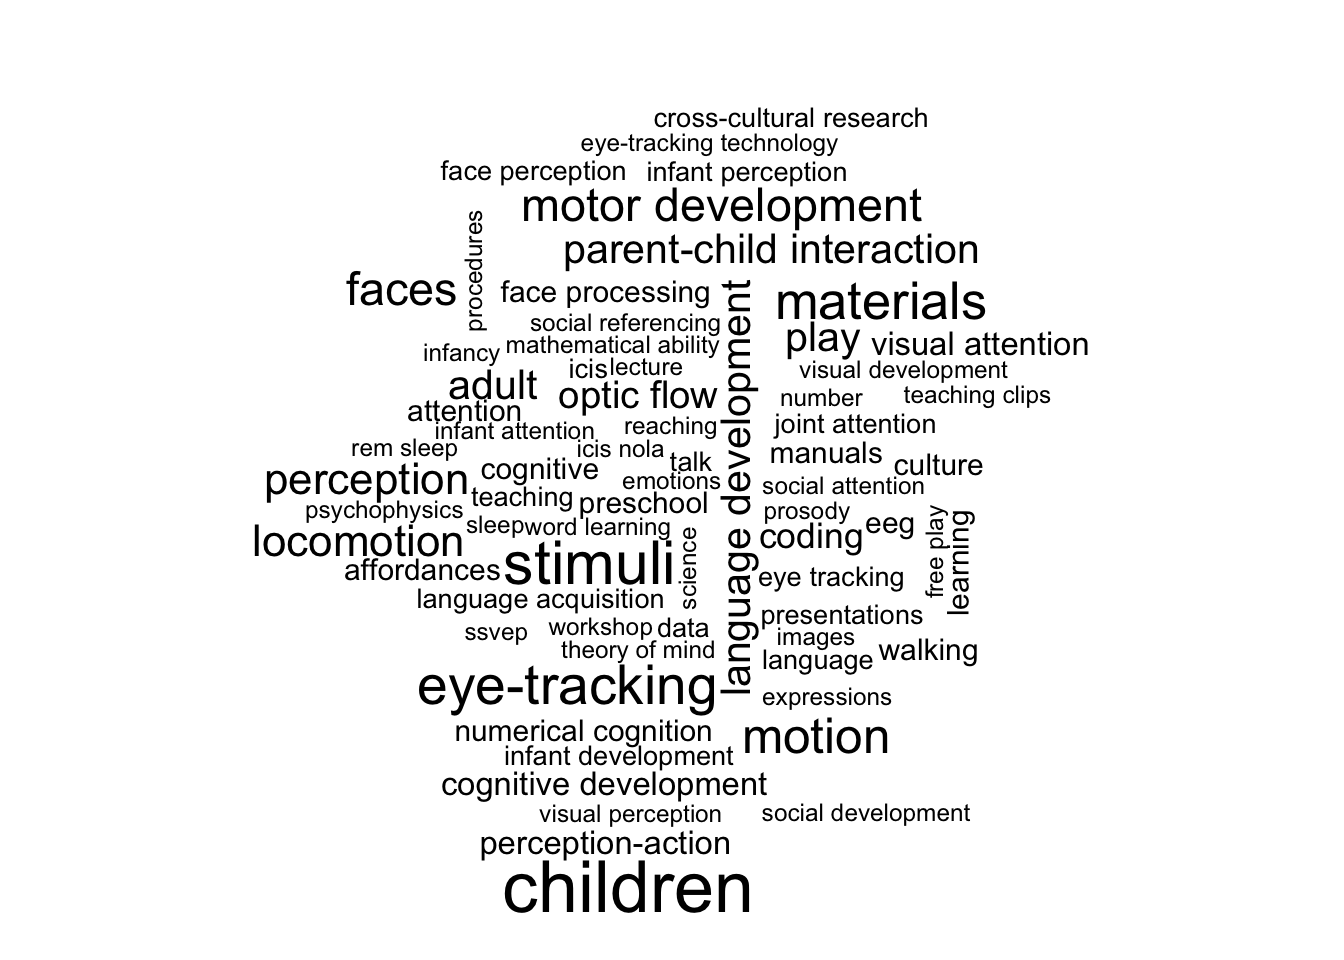 cross-cultural research
eye-tracking technology
face perception
infant perception
motor development
procedures
parent-child interaction
faces
face processing
language development
materials
social referencing
play
visual attention
infancy
mathematical ability
icis
lecture
visual development
adult
optic flow
number
teaching clips
attention
infant attention
reaching
joint attention
rem sleep
icis nola
talk
manuals
culture
perception
cognitive
emotions
social attention
psychophysics
teaching
preschool
prosody
locomotion
sleep
word learning
science
coding
eeg
free play
learning
affordances
stimuli
eye tracking
language acquisition
presentations
ssvep
workshop
data
images
theory of mind
language
walking
eye-tracking
expressions
numerical cognition
motion
infant development
cognitive development
visual perception
social development
perception-action
children